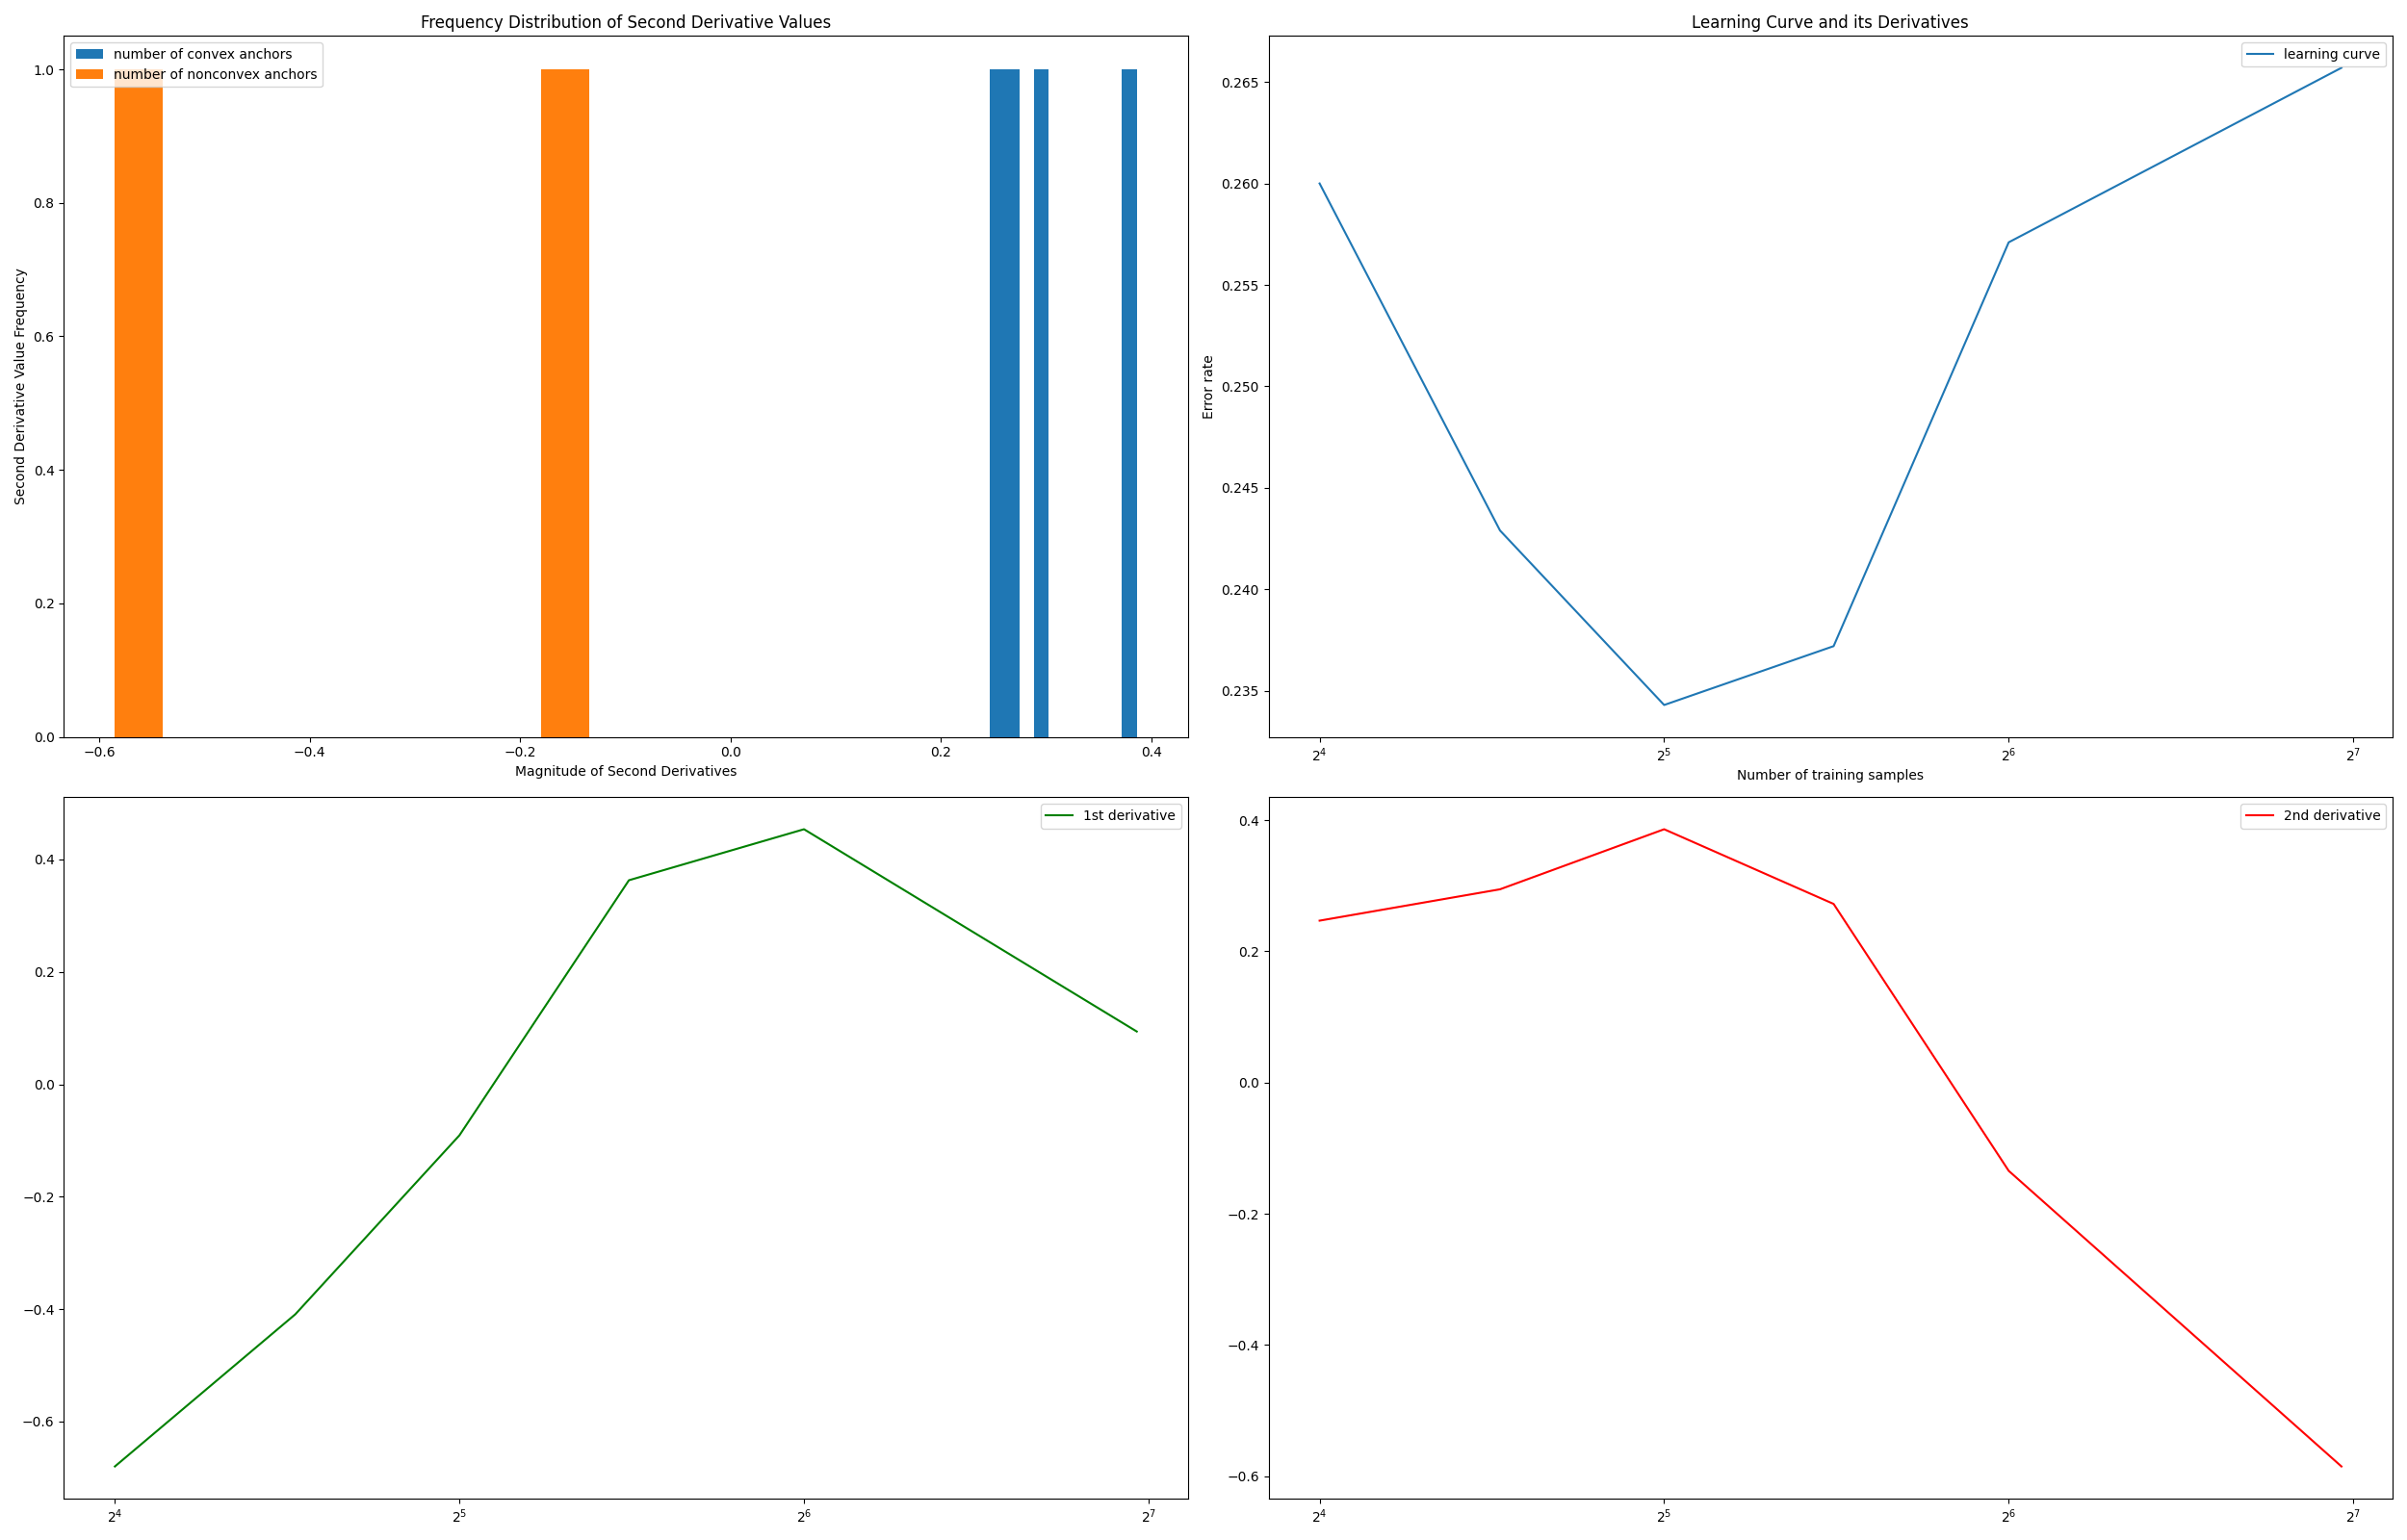 Frequency Distribution of Second Derivative Values
number of convex anchors
number of nonconvex anchors
1.0
0.8
0.6
0.4
0.2
0.0
Second Derivative Value Frequency
−0.6 −0.4 −0.2 0.0 0.2 0.4
Magnitude of Second Derivatives
Learning Curve and its Derivatives
learning curve
0.265
0.260
0.255
0.250
0.245
0.240
0.235
Error rate
2⁴ 2⁵ 2⁶ 2⁷
Number of training samples
1st derivative
0.4
0.2
0.0
−0.2
−0.4
−0.6
2⁴ 2⁵ 2⁶ 2⁷
2nd derivative
0.4
0.2
0.0
−0.2
−0.4
−0.6
2⁴ 2⁵ 2⁶ 2⁷